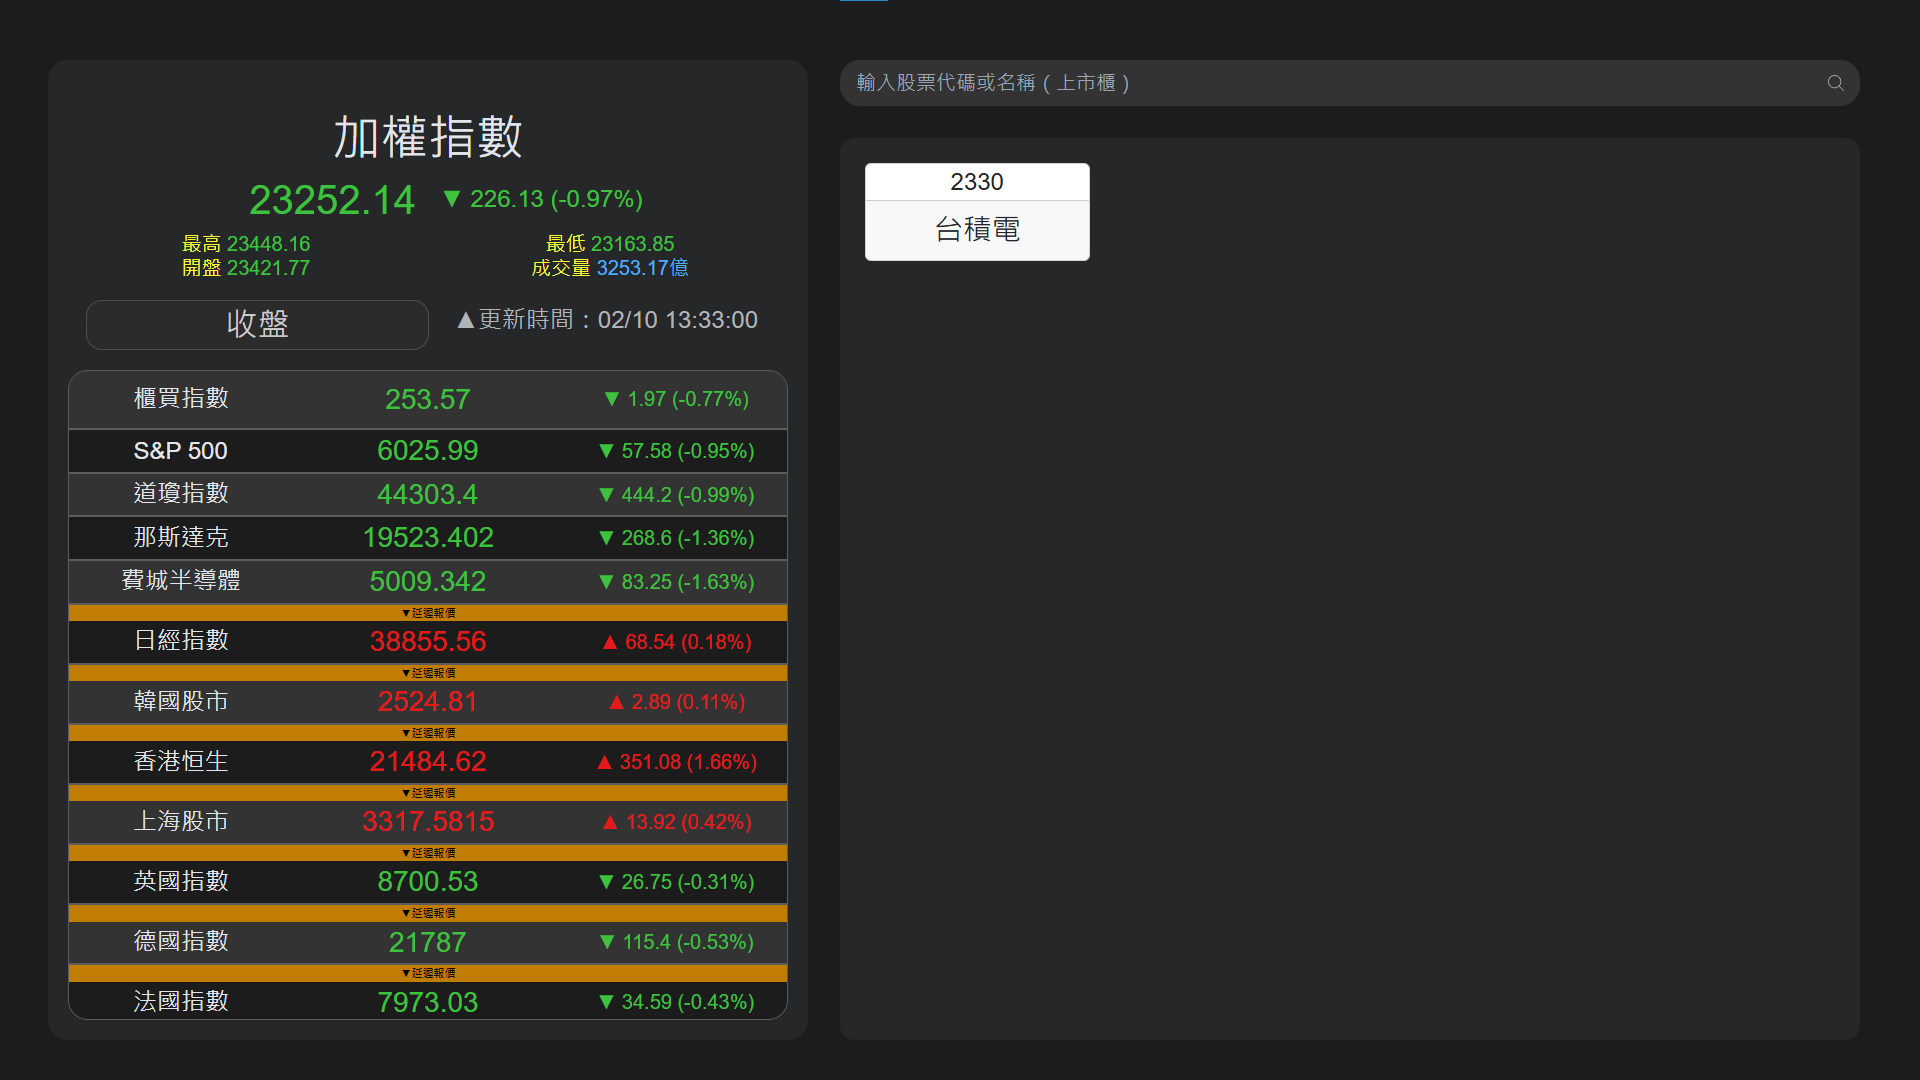 加權指數
23252.14 ▼ 226.13 (-0.97%)
最高 23448.16 最低 23163.85
開盤 23421.77 成交量 3253.17億
收盤 ▲更新時間：02/10 13:33:00
櫃買指數 253.57 ▼ 1.97 (-0.77%)
S&P 500 6025.99 ▼ 57.58 (-0.95%)
道瓊指數 44303.4 ▼ 444.2 (-0.99%)
那斯達克 19523.402 ▼ 268.6 (-1.36%)
費城半導體 5009.342 ▼ 83.25 (-1.63%)
▼延遲報價
日經指數 38855.56 ▲ 68.54 (0.18%)
▼延遲報價
韓國股市 2524.81 ▲ 2.89 (0.11%)
▼延遲報價
香港恒生 21484.62 ▲ 351.08 (1.66%)
▼延遲報價
上海股市 3317.5815 ▲ 13.92 (0.42%)
▼延遲報價
英國指數 8700.53 ▼ 26.75 (-0.31%)
▼延遲報價
德國指數 21787 ▼ 115.4 (-0.53%)
▼延遲報價
法國指數 7973.03 ▼ 34.59 (-0.43%)
輸入股票代碼或名稱（上市櫃）
2330
台積電